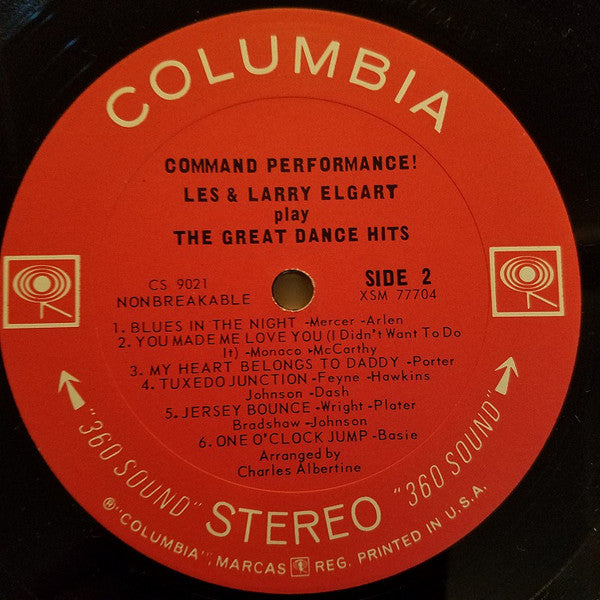 COLUMBIA
COMMAND PERFORMANCE!
LES & LARRY ELGART
play
THE GREAT DANCE HITS
CS 9021
NONBREAKABLE
SIDE 2
XSM 77704
1. BLUES IN THE NIGHT -Mercer -Arlen
2. YOU MADE ME LOVE YOU (I Didn't Want To Do
It) -Monaco -McCarthy
3. MY HEART BELONGS TO DADDY -Porter
4. TUXEDO JUNCTION -Feyne -Hawkins
Johnson -Dash
5. JERSEY BOUNCE -Wright -Plater
Bradshaw -Johnson
6. ONE O'CLOCK JUMP -Basie
Arranged by
Charles Albertine
"360 SOUND" STEREO "360 SOUND"
® "COLUMBIA", MARCAS REG. PRINTED IN U.S.A.